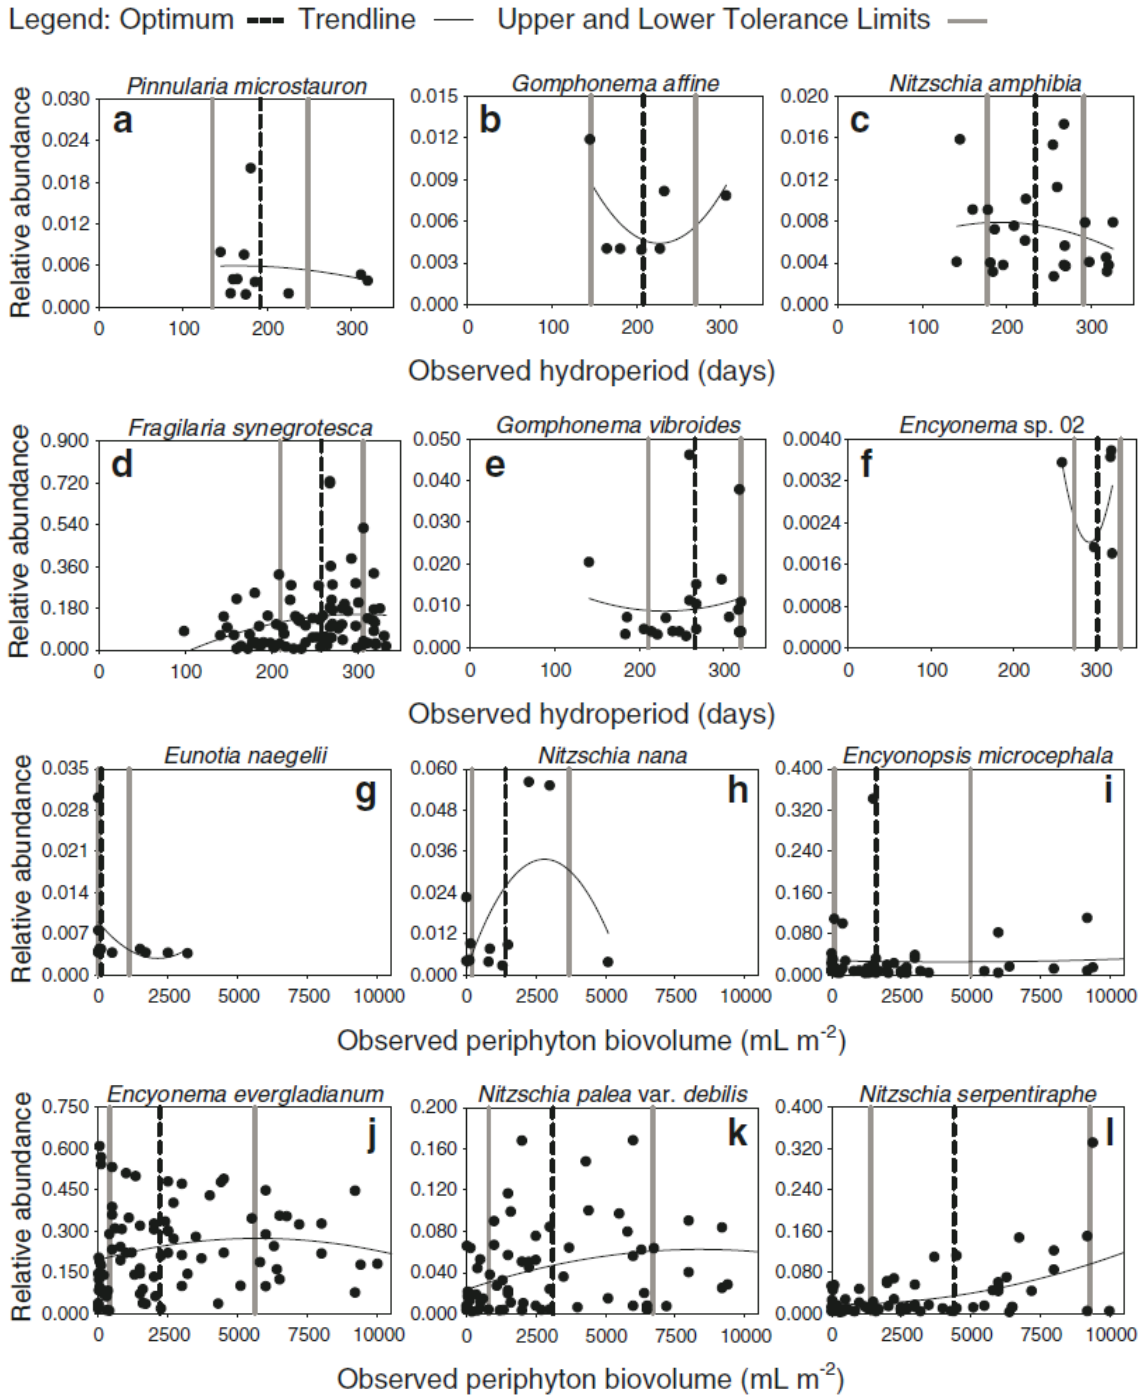 Legend: Optimum Trendline Upper and Lower Tolerance Limits
Pinnularia microstauron Gomphonema affine Nitzschia amphibia
a b c
Relative abundance
0.030 0.024 0.018 0.012 0.006 0.000
0 100 200 300
0.015 0.012 0.009 0.006 0.003 0.000
0 100 200 300
0.020 0.016 0.012 0.008 0.004 0.000
0 100 200 300
Observed hydroperiod (days)
Fragilaria synegrotesca Gomphonema vibroides Encyonema sp. 02
d e f
Relative abundance
0.900 0.720 0.540 0.360 0.180 0.000
0 100 200 300
0.050 0.040 0.030 0.020 0.010 0.000
0 100 200 300
0.0040 0.0032 0.0024 0.0016 0.0008 0.0000
0 100 200 300
Observed hydroperiod (days)
Eunotia naegelii Nitzschia nana Encyonopsis microcephala
g h i
Relative abundance
0.035 0.028 0.021 0.014 0.007 0.000
0 2500 5000 7500 10000
0.060 0.048 0.036 0.024 0.012 0.000
0 2500 5000 7500 10000
0.400 0.320 0.240 0.160 0.080 0.000
0 2500 5000 7500 10000
Observed periphyton biovolume (mL m⁻²)
Encyonema evergladianum Nitzschia palea var. debilis Nitzschia serpentiraphe
j k l
Relative abundance
0.750 0.600 0.450 0.300 0.150 0.000
0 2500 5000 7500 10000
0.200 0.160 0.120 0.080 0.040 0.000
0 2500 5000 7500 10000
0.400 0.320 0.240 0.160 0.080 0.000
0 2500 5000 7500 10000
Observed periphyton biovolume (mL m⁻²)